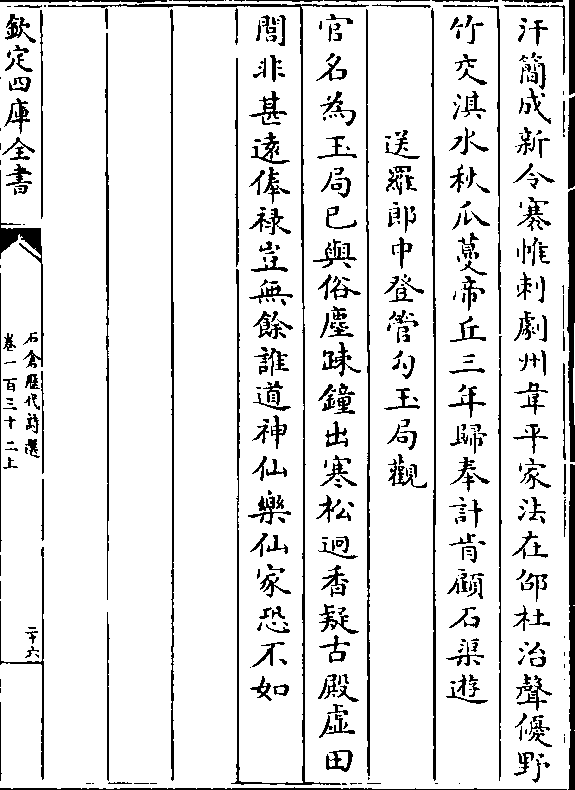 汗簡成新令褰帷刺劇州韋平家法在邵杜治聲優野
竹交淇水秋瓜蔓帝丘三年歸奉計肯顧石渠遊
送羅郎中登管勾玉局觀
官名為玉局已與俗塵疎鐘出寒松迥香疑古殿虛田
閭非甚遠俸禄豈無餘誰道神仙樂仙家恐不如
欽定四庫全書
石倉歷代詩選
卷一百三十二上
二十六